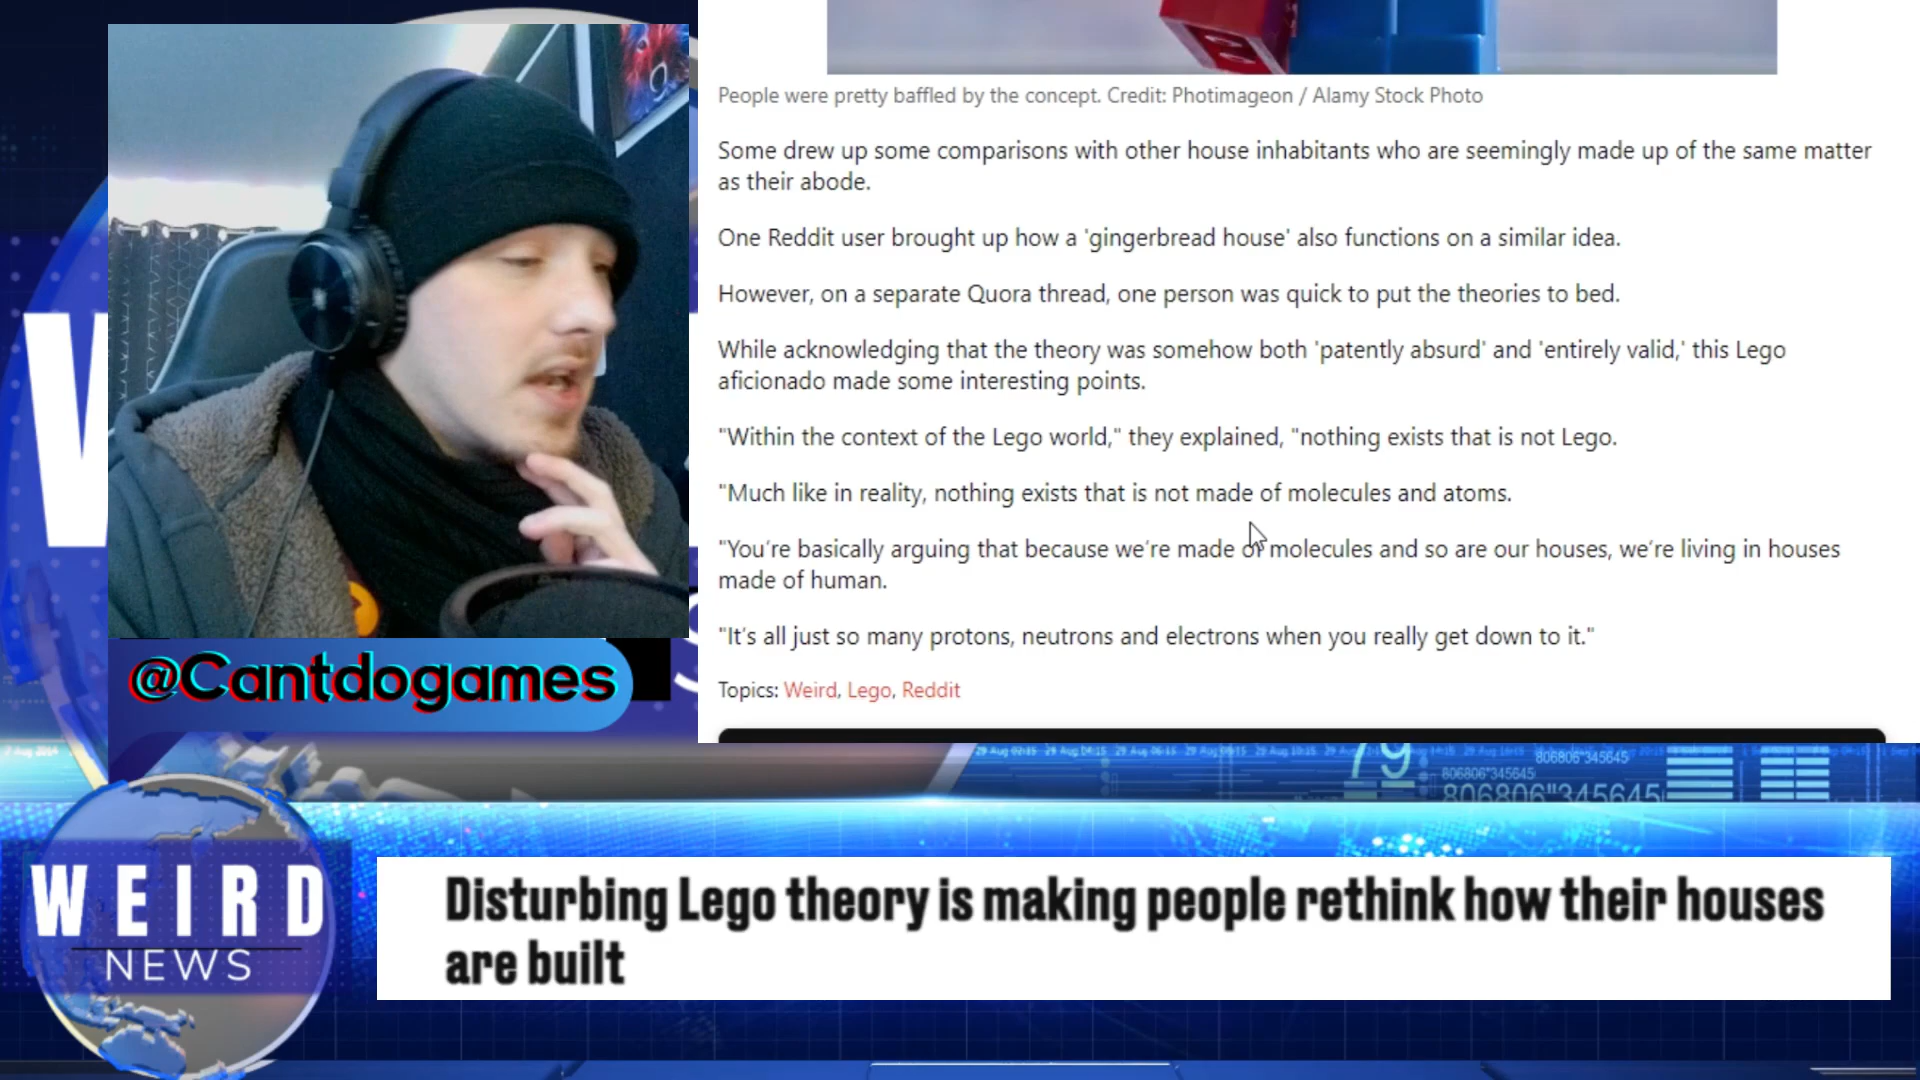 People were pretty baffled by the concept. Credit: Photimageon / Alamy Stock Photo
Some drew up some comparisons with other house inhabitants who are seemingly made up of the same matter
as their abode.
One Reddit user brought up how a 'gingerbread house' also functions on a similar idea.
However, on a separate Quora thread, one person was quick to put the theories to bed.
While acknowledging that the theory was somehow both 'patently absurd' and 'entirely valid,' this Lego
aficionado made some interesting points.
"Within the context of the Lego world," they explained, "nothing exists that is not Lego.
"Much like in reality, nothing exists that is not made of molecules and atoms.
"You're basically arguing that because we're made of molecules and so are our houses, we're living in houses
made of human.
"It's all just so many protons, neutrons and electrons when you really get down to it."
Topics: Weird, Lego, Reddit
@Cantdogames
79
806806"345645
806806"345645
806806"345645
WEIRD
NEWS
Disturbing Lego theory is making people rethink how their houses
are built